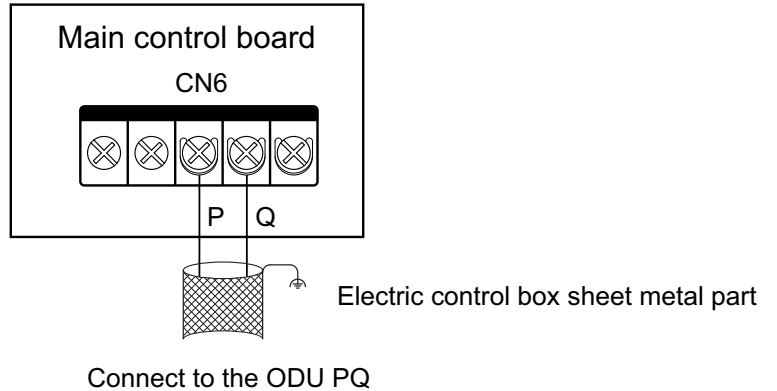 Main control board
CN6
P Q
Electric control box sheet metal part
Connect to the ODU PQ